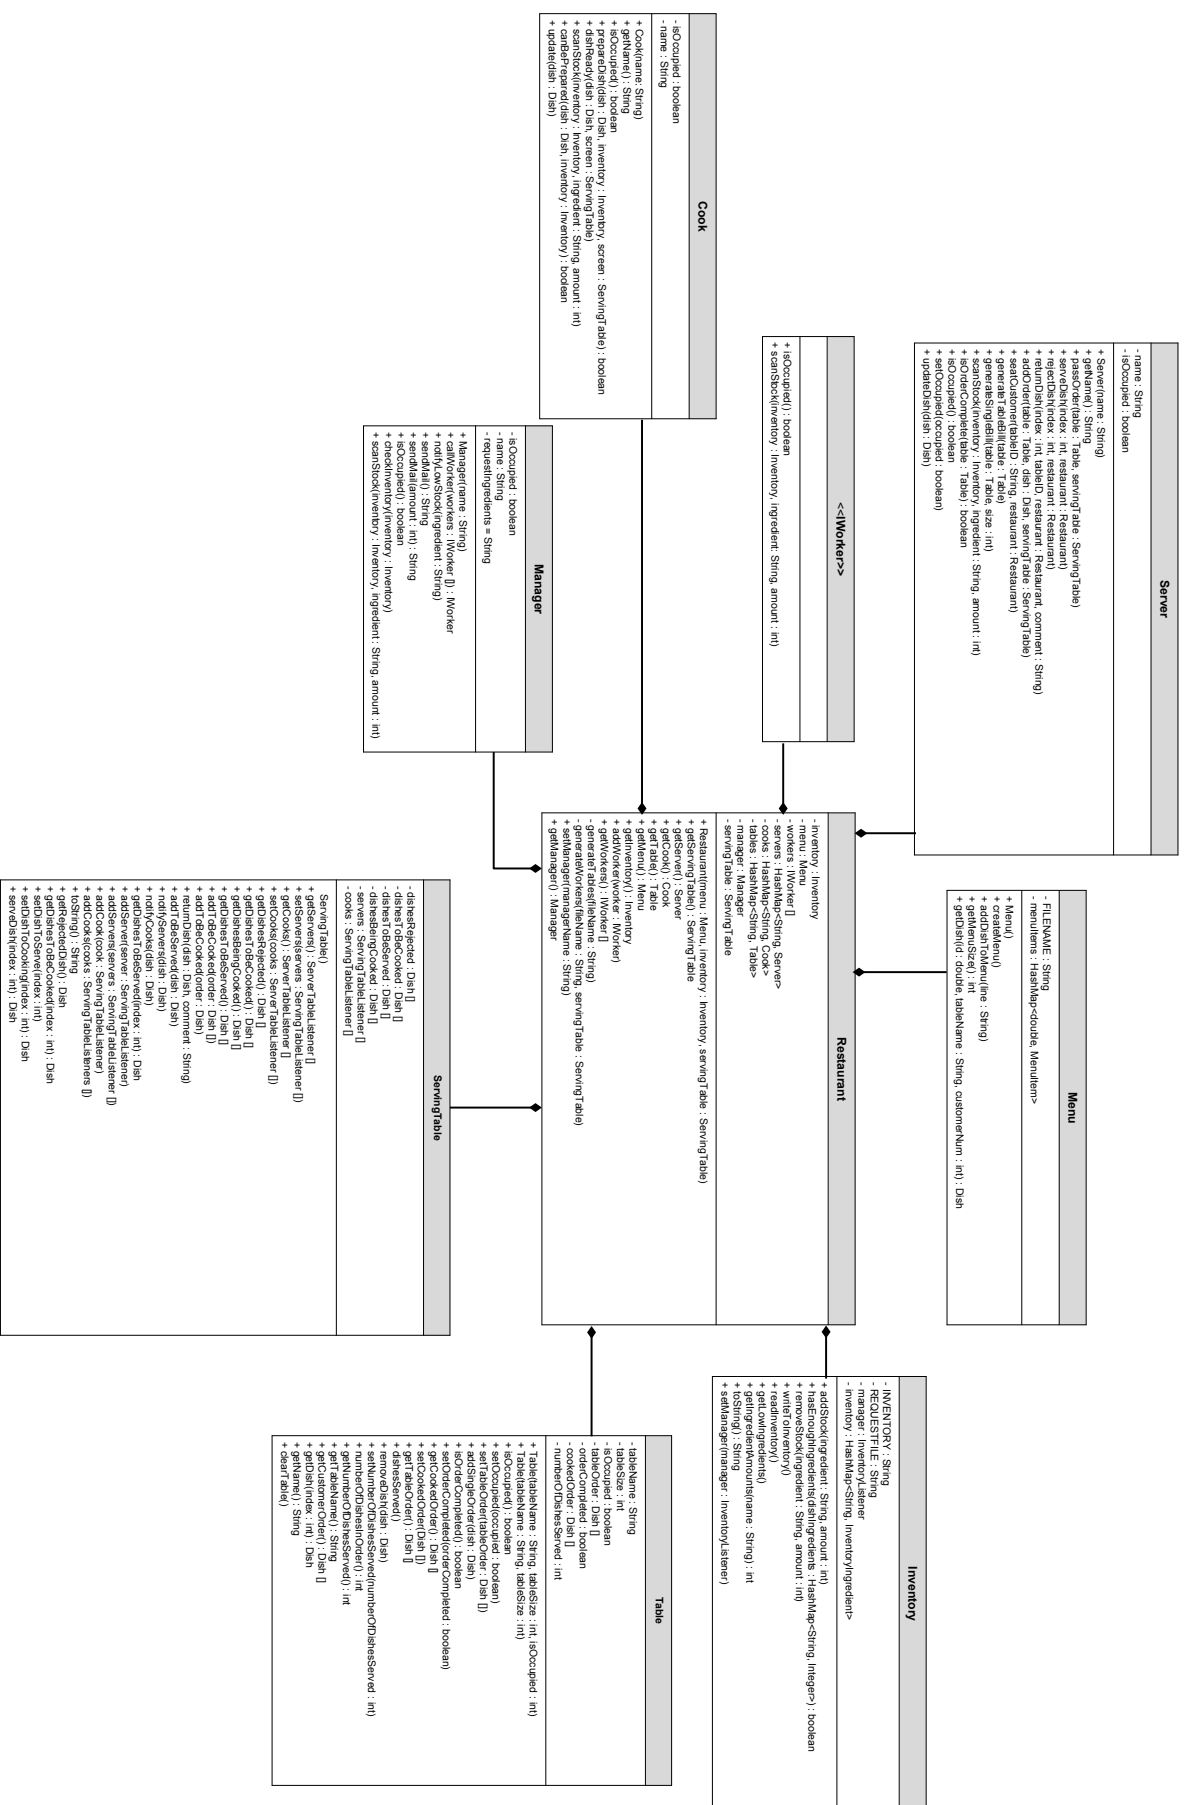 Server
- name : String
- isOccupied : boolean
+ Server(name : String)
+ getName() : String
+ passOrder(table : Table, servingTable : ServingTable)
+ serveDish(index : int, restaurant : Restaurant)
+ rejectDish(index : int, restaurant : Restaurant)
+ returnDish(index : int, tableID, restaurant : Restaurant, comment : String)
+ addOrder(table : Table, dish : Dish, servingTable : ServingTable)
+ seatCustomer(tableID : String, restaurant : Restaurant)
+ generateTableBill(table : Table)
+ generateSingleBill(table : Table, size : int)
+ scanStock(inventory : Inventory, ingredient : String, amount : int)
+ isOrderComplete(table : Table) : boolean
+ isOccupied() : boolean
+ setOccupied(occupied : boolean)
+ updateDish(dish : Dish)
Menu
- FILENAME : String
- menuItems : HashMap<double, MenuItem>
+ Menu()
+ createMenu()
+ addDishToMenu(line : String)
+ getMenuSize() : int
+ getDish(id : double, tableName : String, customerNum : int) : Dish
Inventory
- INVENTORY : String
- REQUESTFILE : String
- manager : InventoryListener
- inventory : HashMap<String, InventoryIngredient>
+ addStock(ingredient : String, amount : int)
+ hasEnoughIngredients(dishIngredients : HashMap<String, Integer>) : boolean
+ removeStock(ingredient : String, amount : int)
+ writeToInventory()
+ readInventory()
+ getLowIngredients()
+ getIngredientAmounts(name : String) : int
+ toString() : String
+ setManager(manager : InventoryListener)
<<IWorker>>
+ isOccupied() : boolean
+ scanStock(inventory : Inventory, ingredient: String, amount : int)
Restaurant
- inventory : Inventory
- menu : Menu
- workers : IWorker []
- servers : HashMap<String, Server>
- cooks : HashMap<String, Cook>
- tables : HashMap<String, Table>
- manager : Manager
- servingTable : ServingTable
+ Restaurant(menu : Menu, inventory : Inventory, servingTable : ServingTable)
+ getServingTable() : ServingTable
+ getServer() : Server
+ getCook() : Cook
+ getTable() : Table
+ getMenu() : Menu
+ getInventory() : Inventory
+ addWorker(worker : IWorker)
+ getWorkers() : IWorker []
- generateTables(fileName : String)
- generateWorkers(fileName : String, servingTable : ServingTable)
+ setManager(managerName : String)
+ getManager() : Manager
Cook
- isOccupied : boolean
- name : String
+ Cook(name: String)
+ getName() : String
+ isOccupied() : boolean
+ prepareDish(dish : Dish, inventory : Inventory, screen : ServingTable) : boolean
+ dishReady(dish : Dish, screen : ServingTable)
+ scanStock(inventory : Inventory, ingredient : String, amount : int)
+ canBePrepared(dish : Dish, inventory : Inventory) : boolean
+ update(dish : Dish)
Manager
- isOccupied : boolean
- name : String
- requestIngredients = String
+ Manager(name : String)
+ callWorker(workers : IWorker []) : IWorker
+ notifyLowStock(ingredient : String)
+ sendMail() : String
+ sendMail(amount : int) : String
+ isOccupied() : boolean
+ checkInventory(inventory : Inventory)
+ scanStock(inventory : Inventory, ingredient : String, amount : int)
ServingTable
- dishesRejected : Dish []
- dishesToBeCooked : Dish []
- dishesToBeServed : Dish []
- dishesBeingCooked : Dish []
- servers : ServingTableListener []
- cooks : ServingTableListener []
ServingTable()
+ getServers() : ServerTableListener []
+ setServers(servers : ServingTableListener [])
+ getCooks() : ServerTableListener []
+ setCooks(cooks : ServerTableListener [])
+ getDishesRejected() : Dish []
+ getDishesToBeCooked() : Dish []
+ getDishesBeingCooked() : Dish []
+ getDishesToBeServed() : Dish []
+ addToBeCooked(order : Dish [])
+ addToBeCooked(order : Dish)
+ addToBeServed(dish : Dish)
+ returnDish(dish : Dish, comment : String)
+ notifyServers(dish : Dish)
+ notifyCooks(dish : Dish)
+ getDishesToBeServed(index : int) : Dish
+ addServer(server : ServingTableListener)
+ addServers(servers : ServingTableListener [])
+ addCook(cook : ServingTableListener)
+ addCooks(cooks : ServingTableListeners [])
+ toString() : String
+ getRejectedDish() : Dish
+ getDishesToBeCooked(index : int) : Dish
+ setDishToServe(index : int)
+ setDishToCooking(index : int) : Dish
+ serveDish(index : int) : Dish
Table
- tableName : String
- tableSize : int
- isOccupied : boolean
- tableOrder : Dish []
- orderCompleted : boolean
- cookedOrder : Dish []
- numberOfDishesServed : int
+ Table(tableName : String, tableSize : int, isOccupied : int)
+ Table(tableName : String, tableSize : int)
+ isOccupied() : boolean
+ setOccupied(occupied : boolean)
+ setTableOrder(tableOrder : Dish [])
+ addSingleOrder(dish : Dish)
+ isOrderCompleted() : boolean
+ setOrderCompleted(orderCompleted : boolean)
+ getCookedOrder() : Dish []
+ setCookedOrder(Dish [])
+ getTableOrder() : Dish []
+ dishesServed()
+ removeDish(dish : Dish)
+ setNumberOfDishesServed(numberOfDishesServed : int)
+ numberOfDishesInOrder() : int
+ getNumberOfDishesServed() : int
+ getTableName() : String
+ getCustomerOrder() : Dish []
+ getDish(index : int) : Dish
+ getName() : String
+ clearTable()